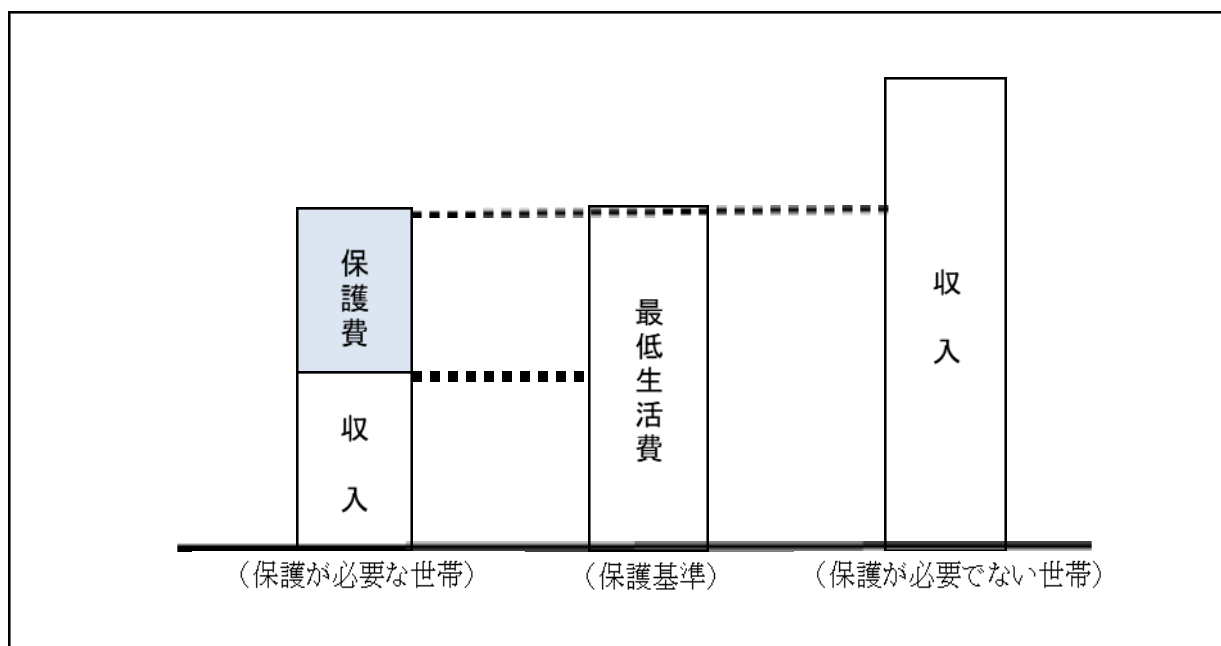 保護費
収入
最低生活費
収入
（保護が必要な世帯）
（保護基準）
（保護が必要でない世帯）